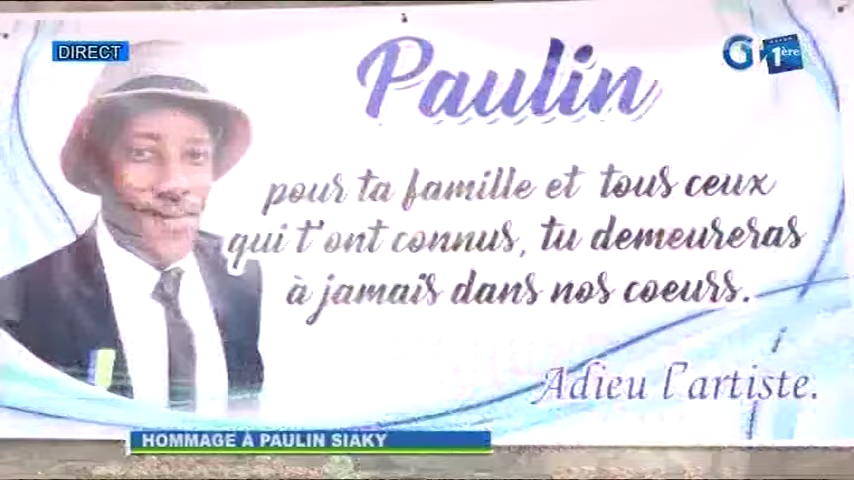 DIRECT
G 1ère
Paulin
pour ta famille et tous ceux
qui t'ont connus, tu demeureras
à jamais dans nos coeurs.
Adieu l'artiste.
HOMMAGE À PAULIN SIAKY